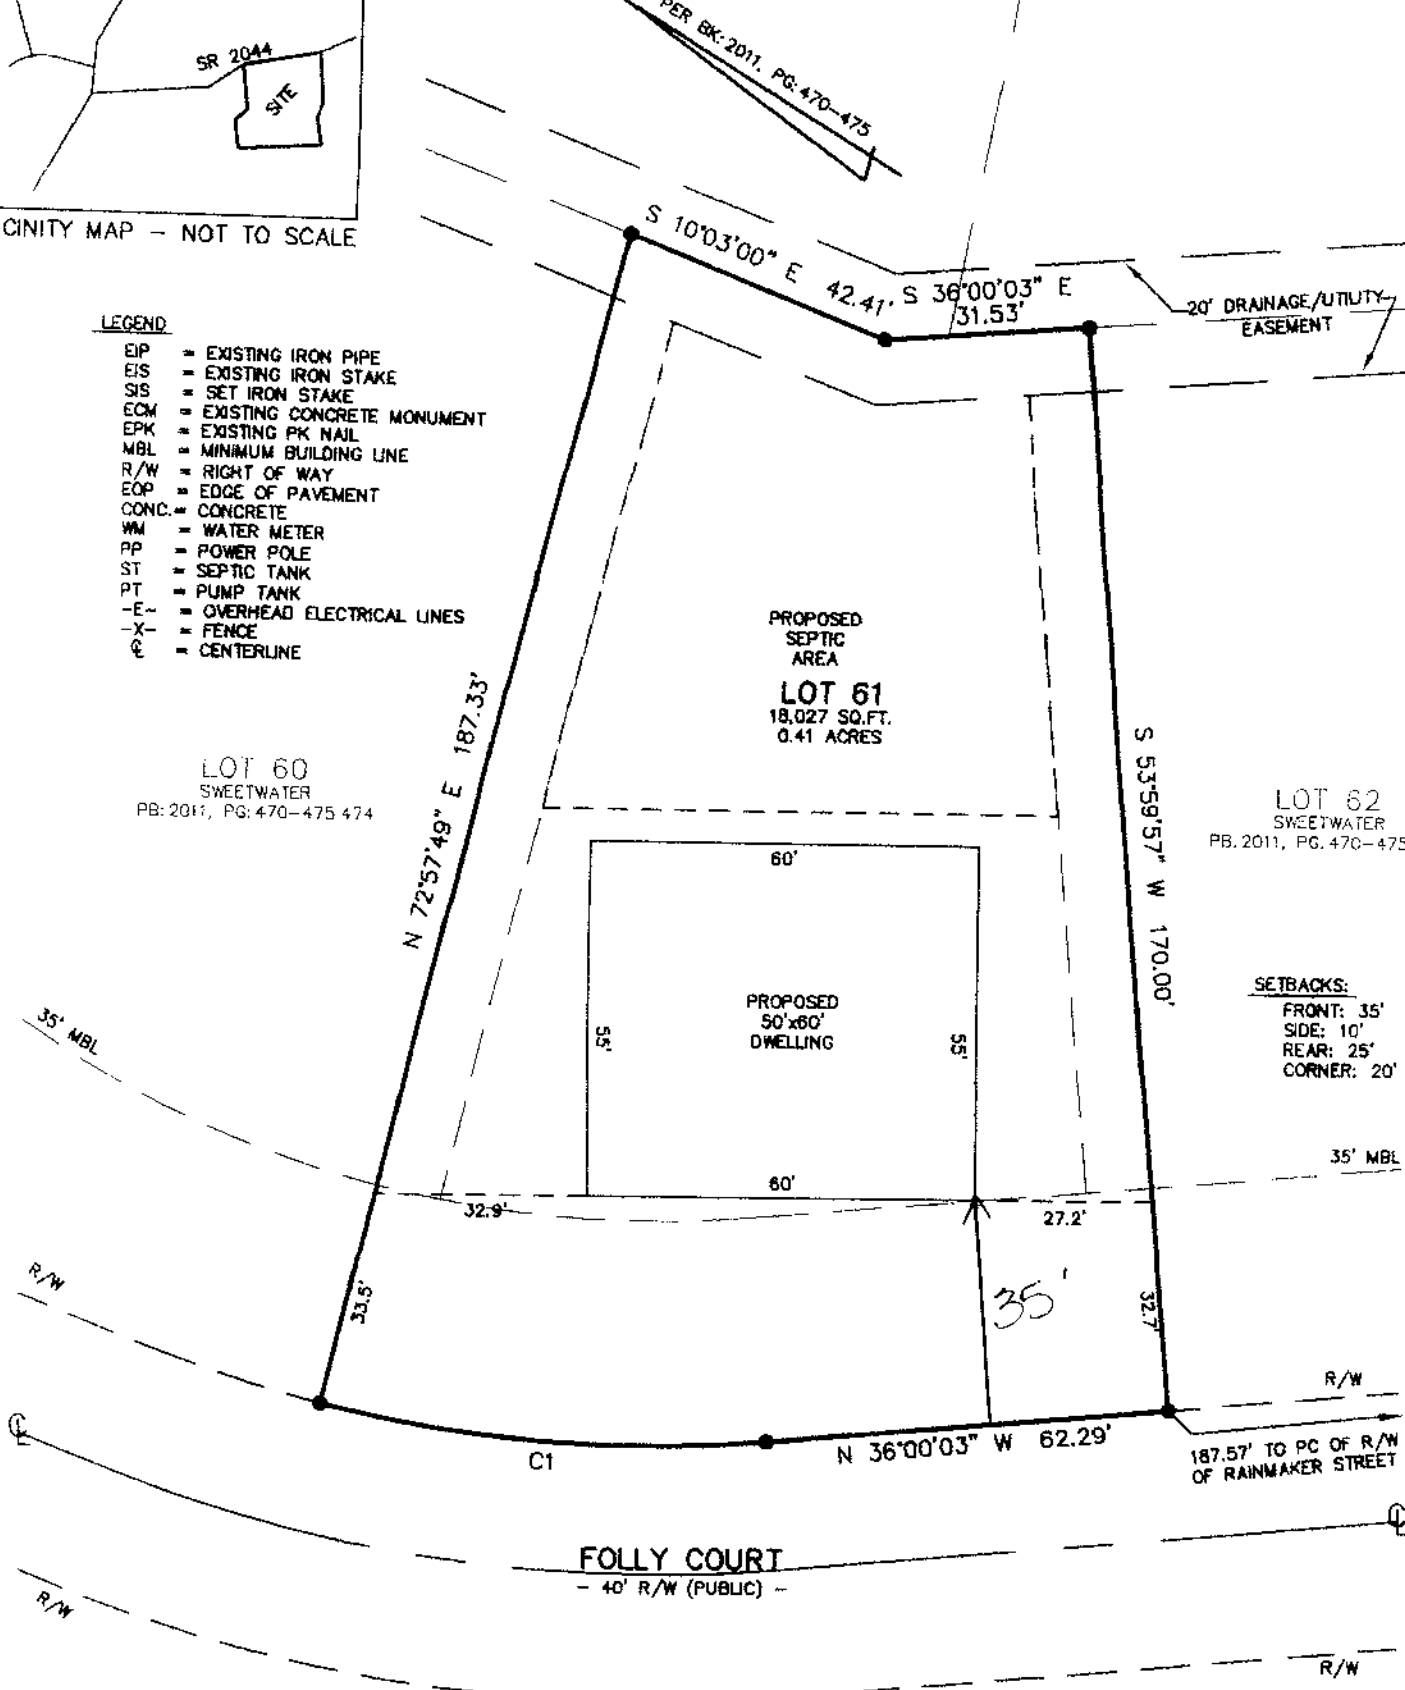 SR 2044
SITE
CINITY MAP - NOT TO SCALE
PER BK: 2011, PG: 470-475
S 10°03'00" E 42.41'
S 36°00'03" E
31.53'
20' DRAINAGE/UTILITY
EASEMENT
LEGEND
EIP = EXISTING IRON PIPE
EIS = EXISTING IRON STAKE
SIS = SET IRON STAKE
ECM = EXISTING CONCRETE MONUMENT
EPK = EXISTING PK NAIL
MBL = MINIMUM BUILDING LINE
R/W = RIGHT OF WAY
EOP = EDGE OF PAVEMENT
CONC. = CONCRETE
WM = WATER METER
PP = POWER POLE
ST = SEPTIC TANK
PT = PUMP TANK
-E- = OVERHEAD ELECTRICAL LINES
-X- = FENCE
℄ = CENTERLINE
PROPOSED
SEPTIC
AREA
LOT 61
18,027 SQ.FT.
0.41 ACRES
N 72°57'49" E 187.33'
S 53°59'57" W 170.00'
LOT 60
SWEETWATER
PB: 2011, PG: 470-475 474
LOT 62
SWEETWATER
PB. 2011, PG. 470-475
60'
PROPOSED
50'x60'
DWELLING
55'
55'
60'
SETBACKS:
FRONT: 35'
SIDE: 10'
REAR: 25'
CORNER: 20'
35' MBL
35' MBL
32.9'
27.2'
33.5'
35'
32.7'
R/W
R/W
℄
C1
N 36°00'03" W 62.29'
187.57' TO PC OF R/W
OF RAINMAKER STREET
℄
FOLLY COURT
- 40' R/W (PUBLIC) -
R/W
R/W